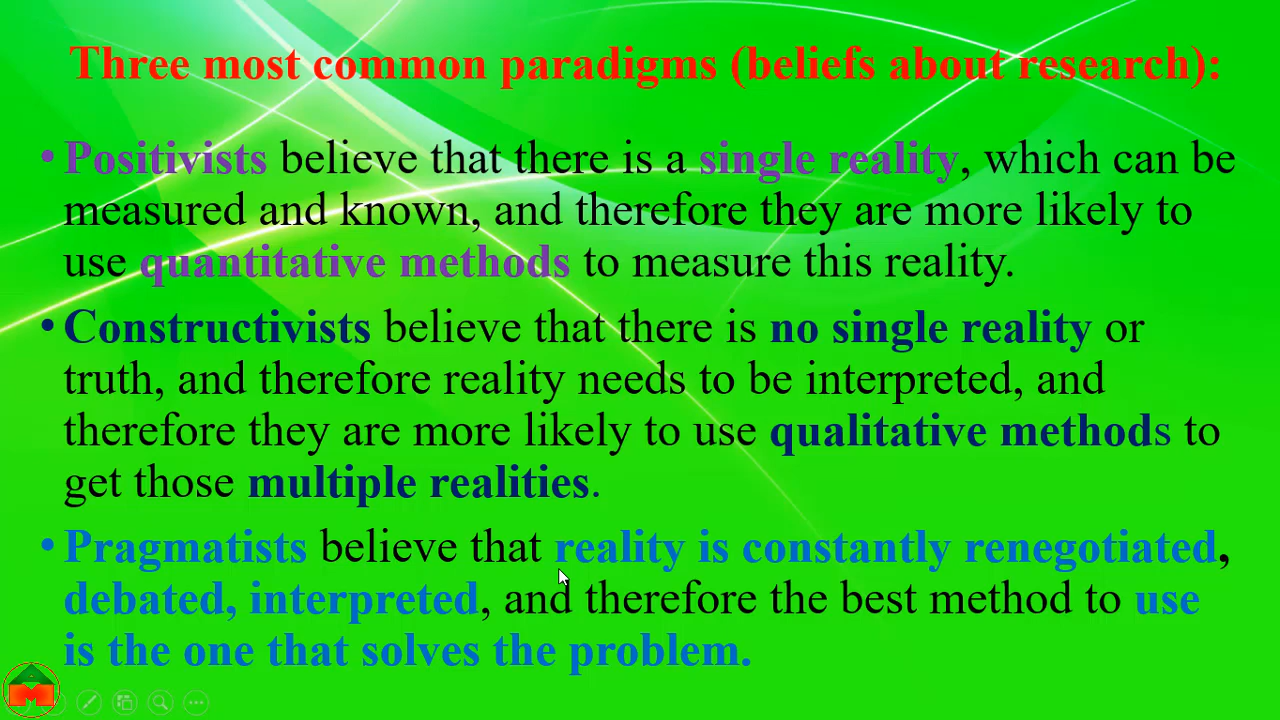 Three most common paradigms (beliefs about research):
• Positivists believe that there is a single reality, which can be
measured and known, and therefore they are more likely to
use quantitative methods to measure this reality.
• Constructivists believe that there is no single reality or
truth, and therefore reality needs to be interpreted, and
therefore they are more likely to use qualitative methods to
get those multiple realities.
• Pragmatists believe that reality is constantly renegotiated,
debated, interpreted, and therefore the best method to use
is the one that solves the problem.
M